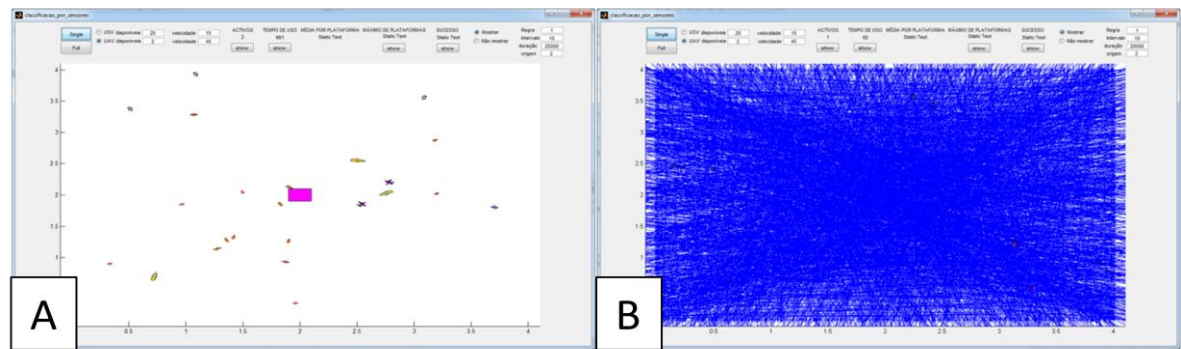 classificacao_por_sensores
Single
Full
USV disponíveis 20 velocidade 15
UAV disponíveis 2 velocidade 45
ACTIVOS
2
show
TEMPO DE USO
show
MÉDIA POR PLATAFORMA
Static Text
MÁXIMO DE PLATAFORMAS
Static Text
show
SUCESSO
Static Text
show
Mostrar
Não mostrar
Regra 1
Intervalo 10
duração 20000
origem 2
4
3.5
3
2.5
2
1.5
1
0.5
1
1.5
2
2.5
3
3.5
4
A
classificacao_por_sensores
Single
Full
USV disponíveis 20 velocidade 15
UAV disponíveis 2 velocidade 45
ACTIVOS
1
show
TEMPO DE USO
92
show
MÉDIA POR PLATAFORMA
Static Text
MÁXIMO DE PLATAFORMAS
Static Text
show
SUCESSO
Static Text
show
Mostrar
Não mostrar
Regra 1
Intervalo 10
duração 20000
origem 2
4
3.5
3
2.5
2
1.5
1
0.5
1
1.5
2
2.5
3
3.5
4
B